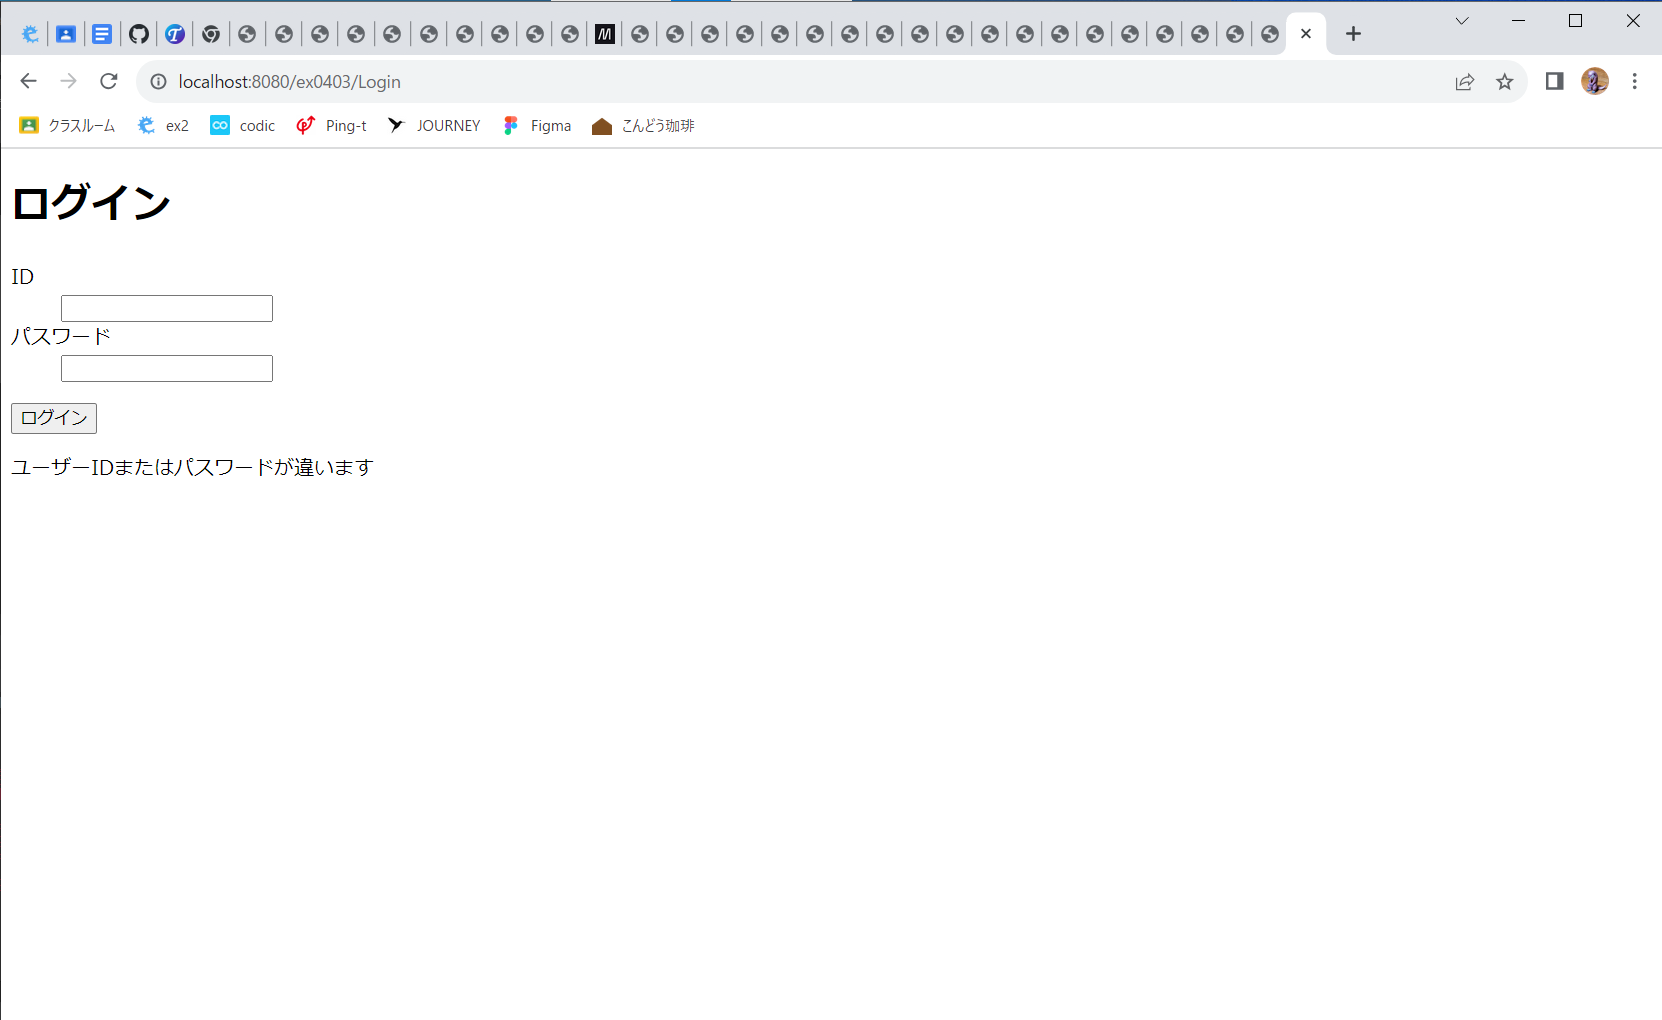 localhost:8080/ex0403/Login
クラスルーム ex2 codic Ping-t JOURNEY Figma こんどう珈琲
ログイン
ID
パスワード
ログイン
ユーザーIDまたはパスワードが違います